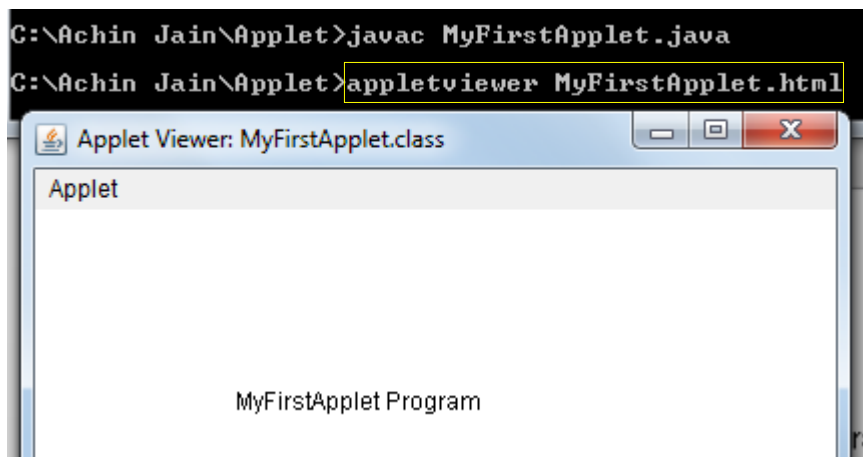 C:\Achin Jain\Applet>javac MyFirstApplet.java
C:\Achin Jain\Applet>appletviewer MyFirstApplet.html
Applet Viewer: MyFirstApplet.class
Applet
MyFirstApplet Program